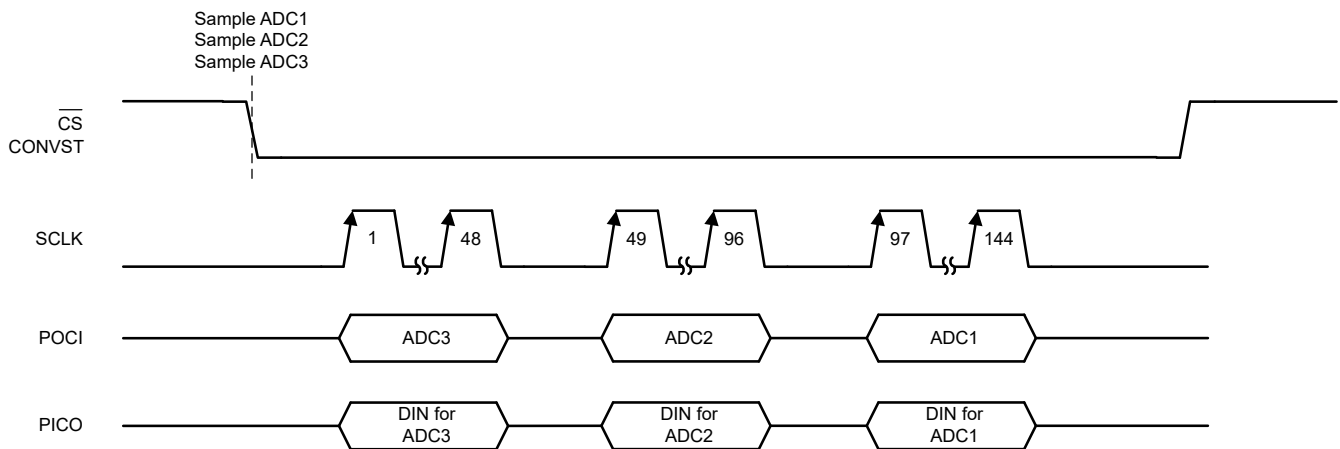 Sample ADC1
Sample ADC2
Sample ADC3
CS
CONVST
SCLK
1
48
49
96
97
144
POCI
ADC3
ADC2
ADC1
PICO
DIN for
ADC3
DIN for
ADC2
DIN for
ADC1